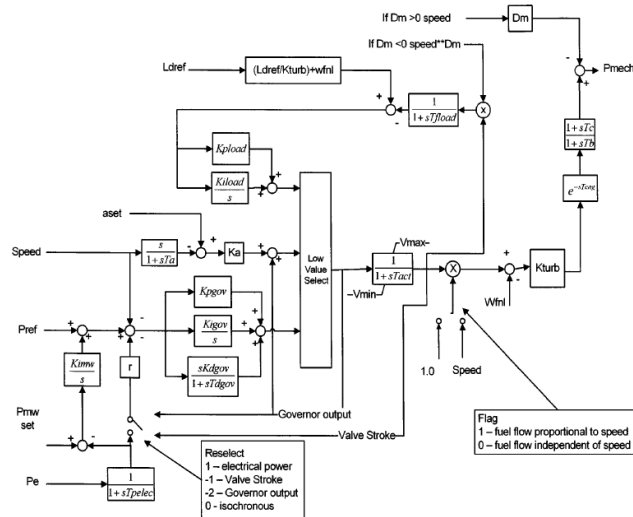 If Dm >0 speed
Dm
If Dm <0 speed**Dm
Pmech
Ldref
(Ldref/Kturb)+wfnl
+
-
1
1+sTfload
X
-
+
1+sTc
1+sTb
Kpload
Kiload
s
+
+
e^-sTeng
aset
Speed
s
1+sTa
-
+
Ka
+
+
Low
Value
Select
Vmax
1
1+sTact
Vmin
X
+
-
Wfnl
Kturb
Kpgov
Kigov
s
sKdgov
1+sTdgov
+
+
+
Pref
+
+
+
-
-
Kimw
s
r
1.0
Speed
Pmw
set
+
-
Governor output
Valve Stroke
Flag
1 – fuel flow proportional to speed
0 – fuel flow independent of speed
Reselect
1 – electrical power
-1 – Valve Stroke
-2 – Governor output
0 - isochronous
Pe
1
1+sTpelec